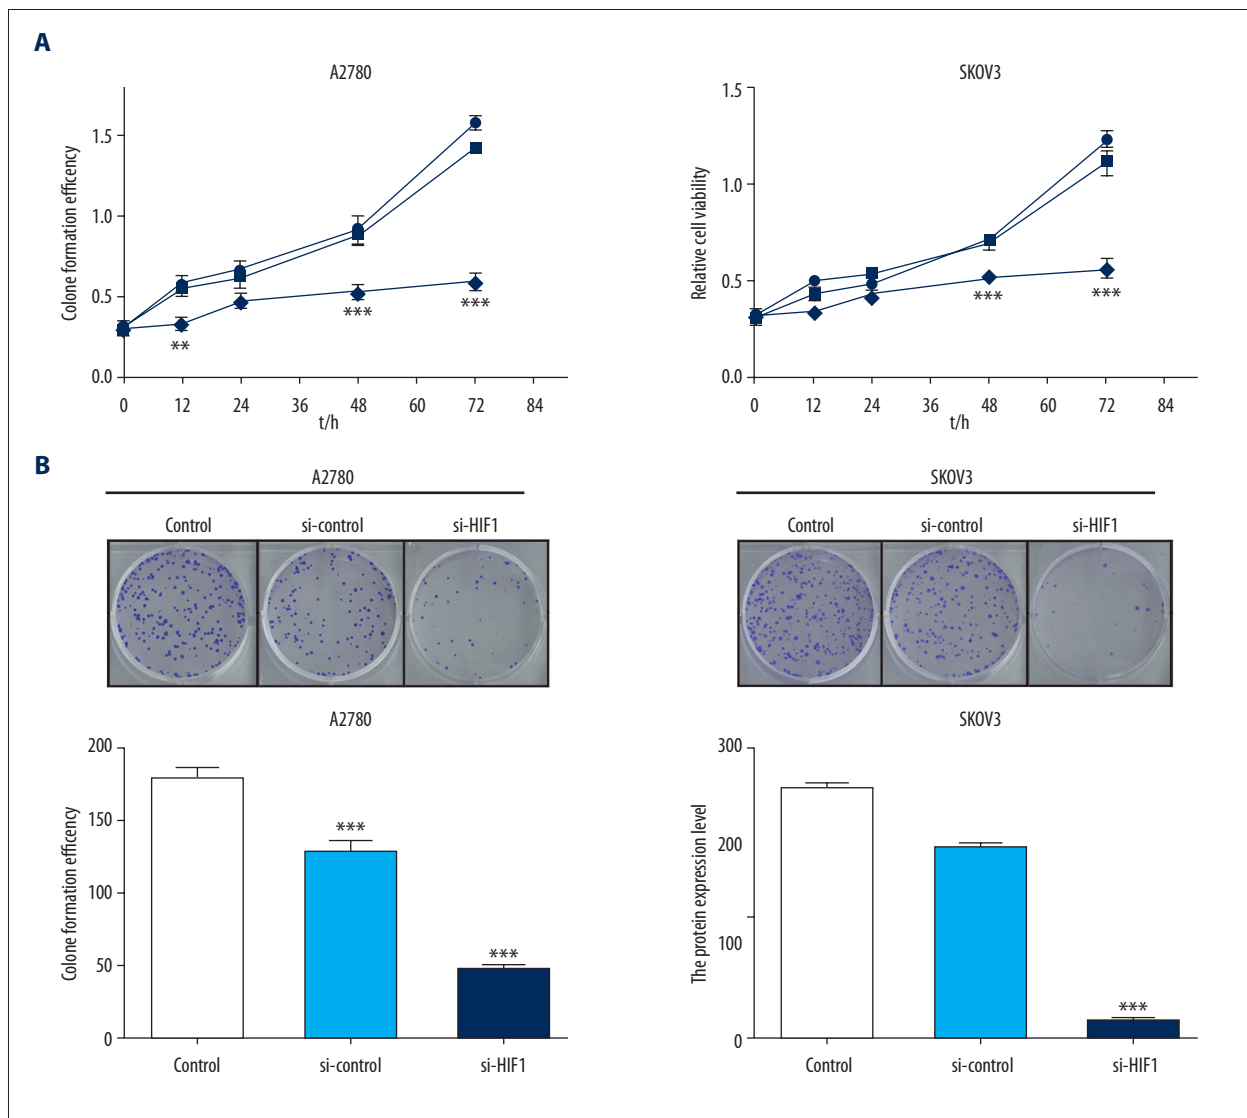 A
A2780
Colone formation efficency
1.5
1.0
0.5
0.0
**
***
***
0 12 24 36 48 60 72 84
t/h
SKOV3
Relative cell viability
1.5
1.0
0.5
0.0
***
***
0 12 24 36 48 60 72 84
t/h
B
A2780
Control si-control si-HIF1
SKOV3
Control si-control si-HIF1
A2780
Colone formation efficency
200
150
100
50
0
***
***
Control si-control si-HIF1
SKOV3
The protein expression level
300
200
100
0
***
Control si-control si-HIF1